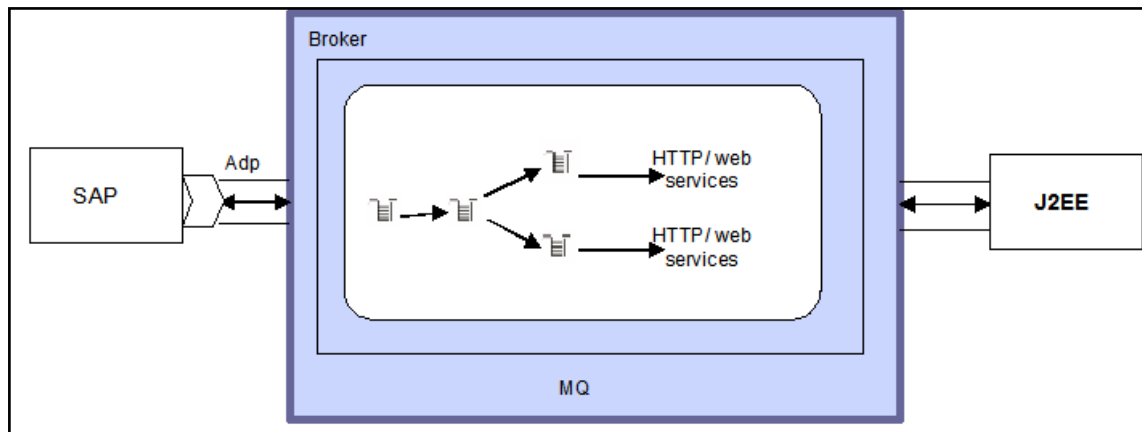 Broker
Adp
SAP
HTTP/ web
services
HTTP/ web
services
J2EE
MQ